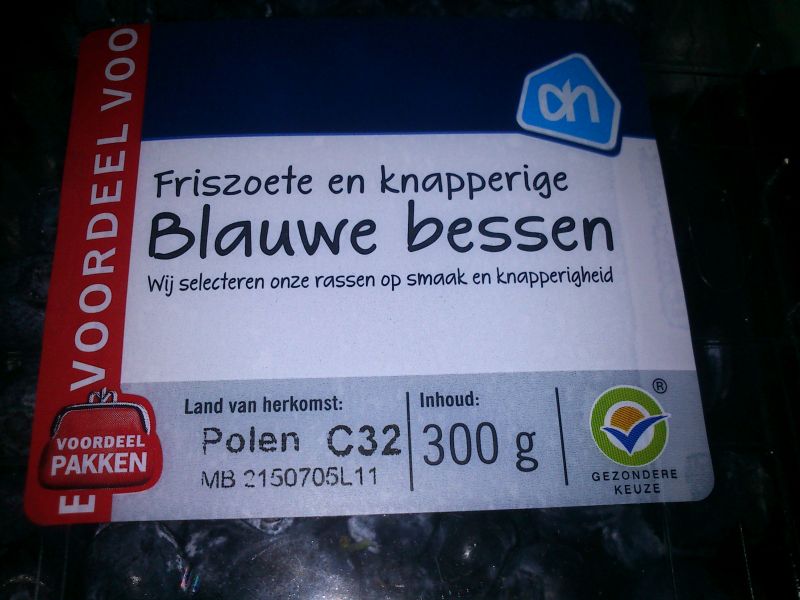 E VOORDEEL VOO
ah
Friszoete en knapperige
Blauwe bessen
Wij selecteren onze rassen op smaak en knapperigheid
VOORDEEL
PAKKEN
Land van herkomst:
Polen C32
MB 2150705L11
Inhoud:
300 g
®
GEZONDERE
KEUZE